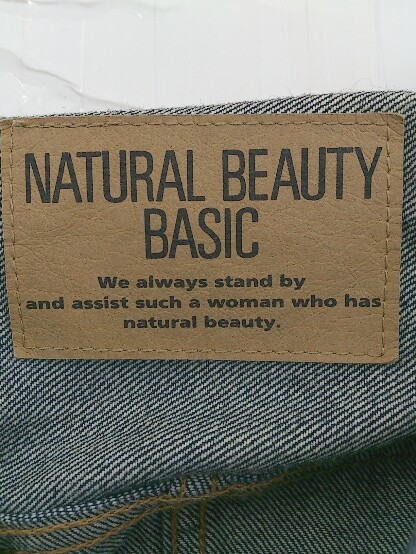 NATURAL BEAUTY
BASIC
We always stand by
and assist such a woman who has
natural beauty.